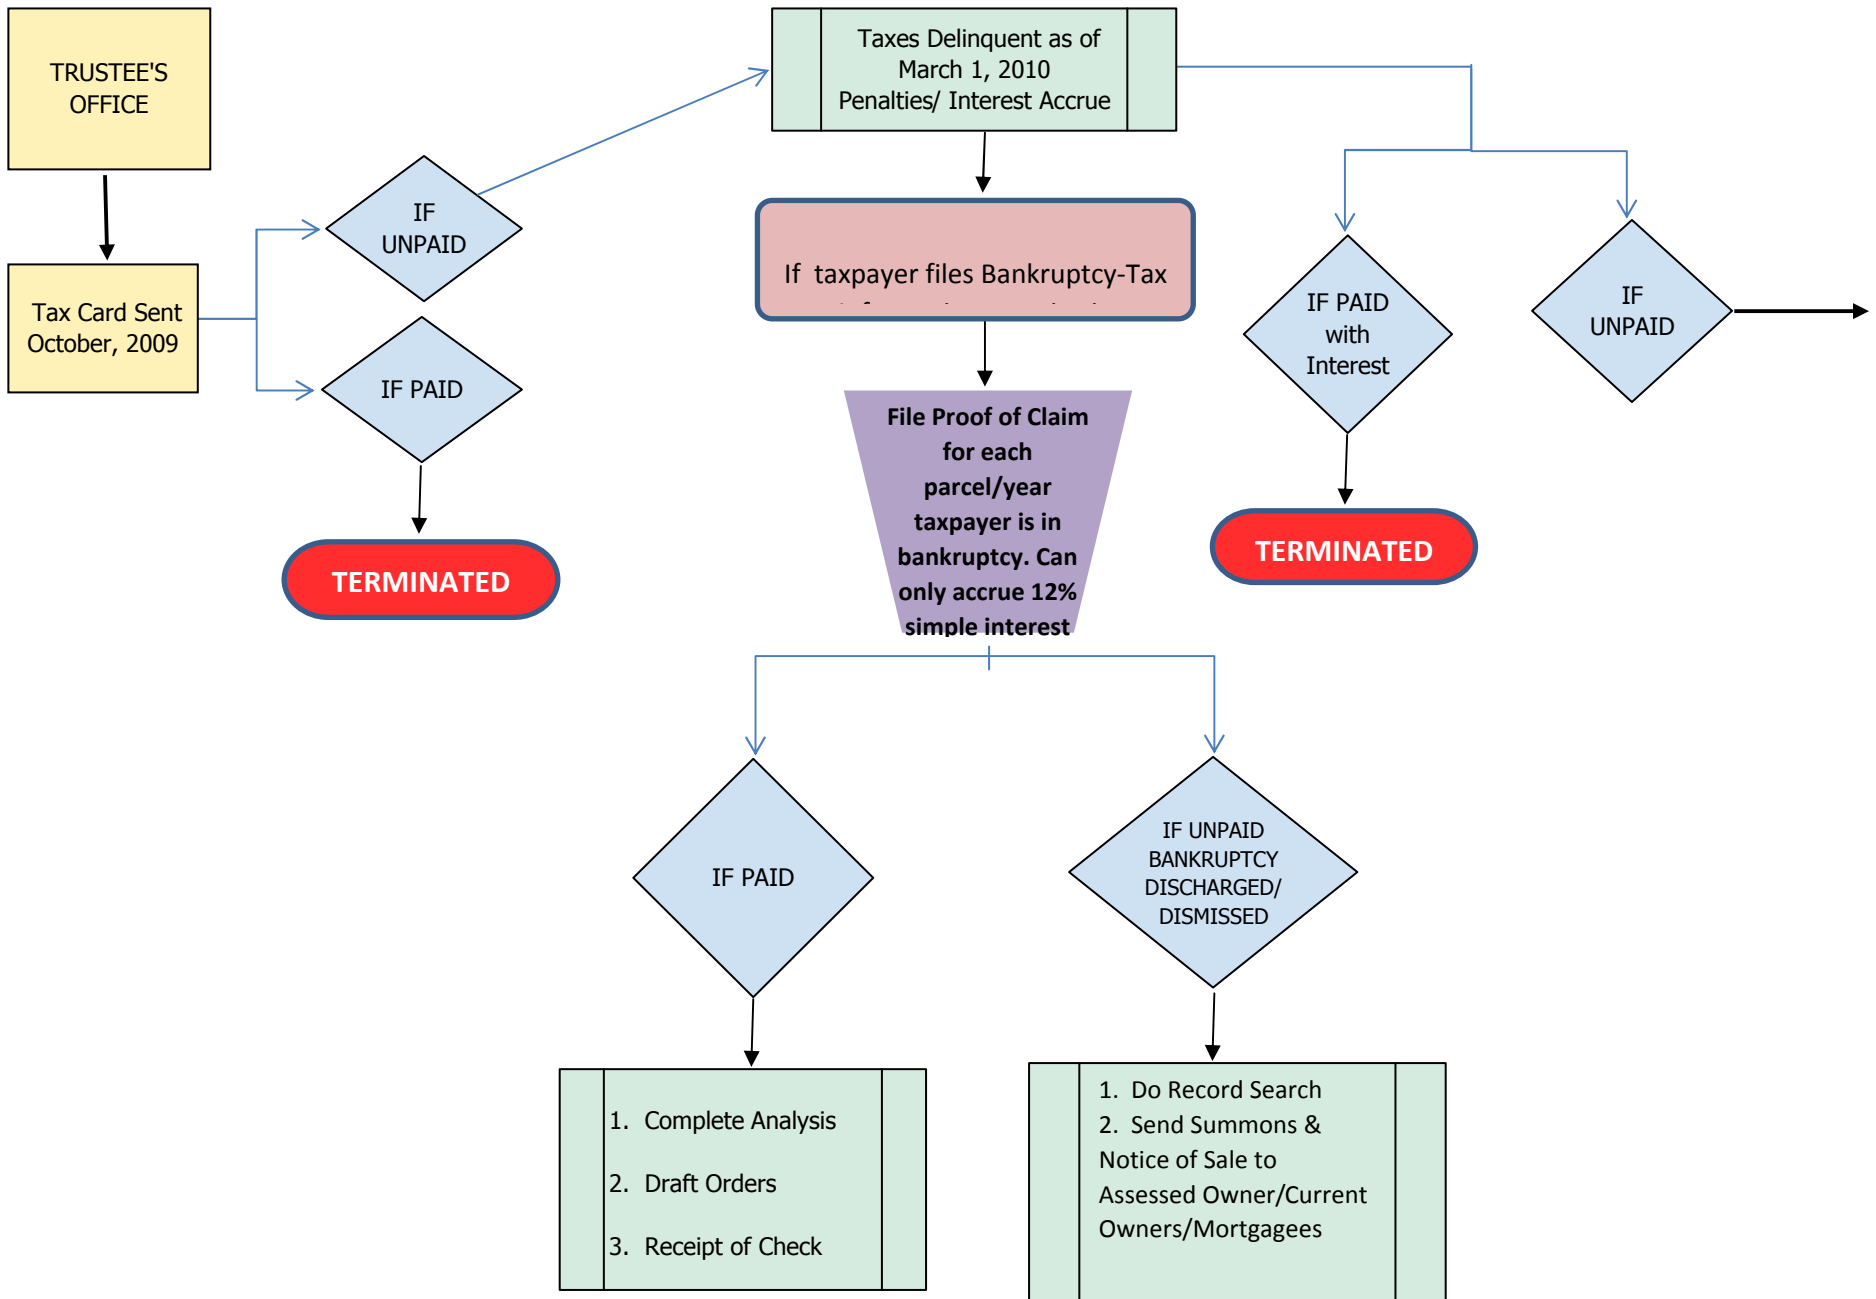 TRUSTEE'S
OFFICE
Tax Card Sent
October, 2009
IF
UNPAID
IF PAID
TERMINATED
Taxes Delinquent as of
March 1, 2010
Penalties/ Interest Accrue
If  taxpayer files Bankruptcy-Tax
File Proof of Claim
for each
parcel/year
taxpayer is in
bankruptcy. Can
only accrue 12%
simple interest
IF PAID
with
Interest
TERMINATED
IF
UNPAID
IF PAID
IF UNPAID
BANKRUPTCY
DISCHARGED/
DISMISSED
1.  Complete Analysis
2.  Draft Orders
3.  Receipt of Check
1.  Do Record Search
2.  Send Summons &
Notice of Sale to
Assessed Owner/Current
Owners/Mortgagees